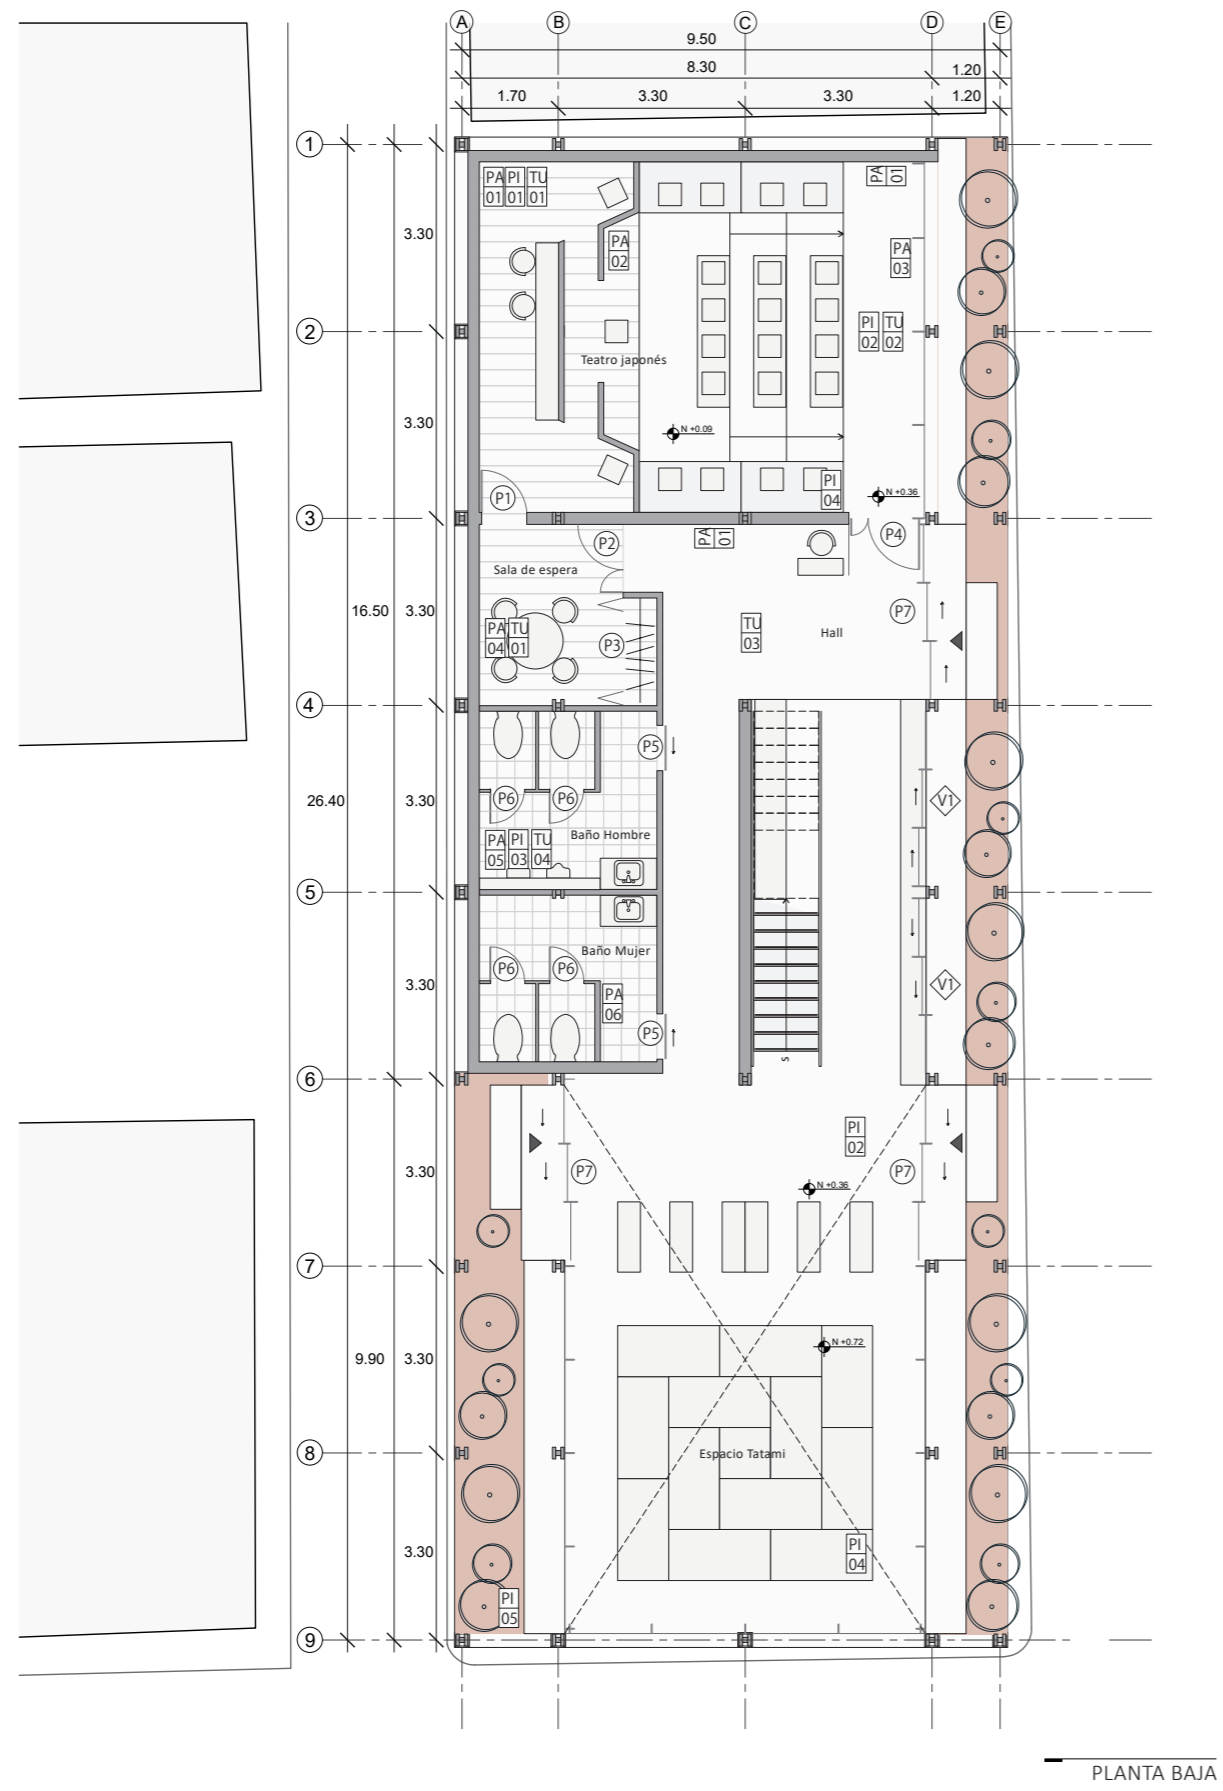 A B C D E
9.50
8.30 1.20
1.70 3.30 3.30 1.20
1
PA PI TU
01 01 01
PA
01
3.30
PA
02
PA
03
2
PI TU
02 02
Teatro japonés
3.30
N +0.09
PI
04
N +0.36
P1
3
P2
PA
01
P4
Sala de espera
16.50 3.30
P7
PA TU
04 01
P3
TU
03
Hall
4
P5
26.40 3.30
P6 P6
V1
Baño Hombre
PA PI TU
05 03 04
5
Baño Mujer
P6 P6
3.30
V1
PA
06
P5
S
6
PI
02
3.30
P7
P7
N +0.36
7
N +0.72
9.90 3.30
8
Espacio Tatami
3.30
PI
04
PI
05
9
PLANTA BAJA